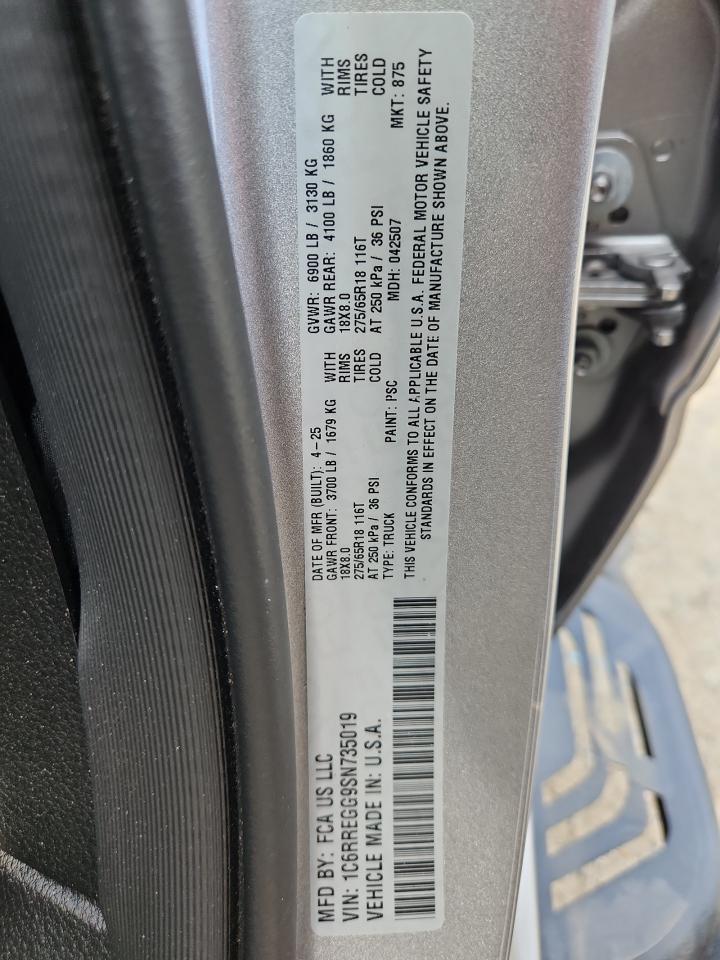 MFD BY: FCA US LLC
VIN: 1C6RREGG9SN735019
VEHICLE MADE IN: U.S.A.
DATE OF MFR (BUILT): 4-25 GVWR: 6900 LB / 3130 KG
GAWR FRONT: 3700 LB / 1679 KG WITH GAWR REAR: 4100 LB / 1860 KG WITH
18X8.0 RIMS 18X8.0 RIMS
275/65R18 116T TIRES 275/65R18 116T TIRES
AT 250 kPa / 36 PSI COLD AT 250 kPa / 36 PSI COLD
TYPE: TRUCK PAINT: PSC MDH: 042507 MKT: 875
THIS VEHICLE CONFORMS TO ALL APPLICABLE U.S.A. FEDERAL MOTOR VEHICLE SAFETY
STANDARDS IN EFFECT ON THE DATE OF MANUFACTURE SHOWN ABOVE.